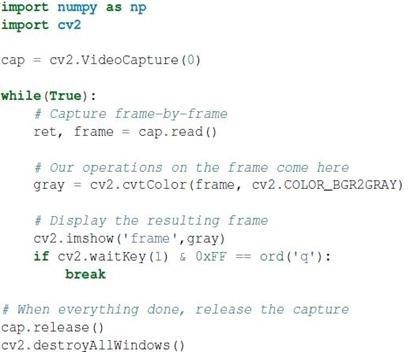 import numpy as np
import cv2

cap = cv2.VideoCapture(0)

while(True):
    # Capture frame-by-frame
    ret, frame = cap.read()

    # Our operations on the frame come here
    gray = cv2.cvtColor(frame, cv2.COLOR_BGR2GRAY)

    # Display the resulting frame
    cv2.imshow('frame',gray)
    if cv2.waitKey(1) & 0xFF == ord('q'):
        break

# When everything done, release the capture
cap.release()
cv2.destroyAllWindows()